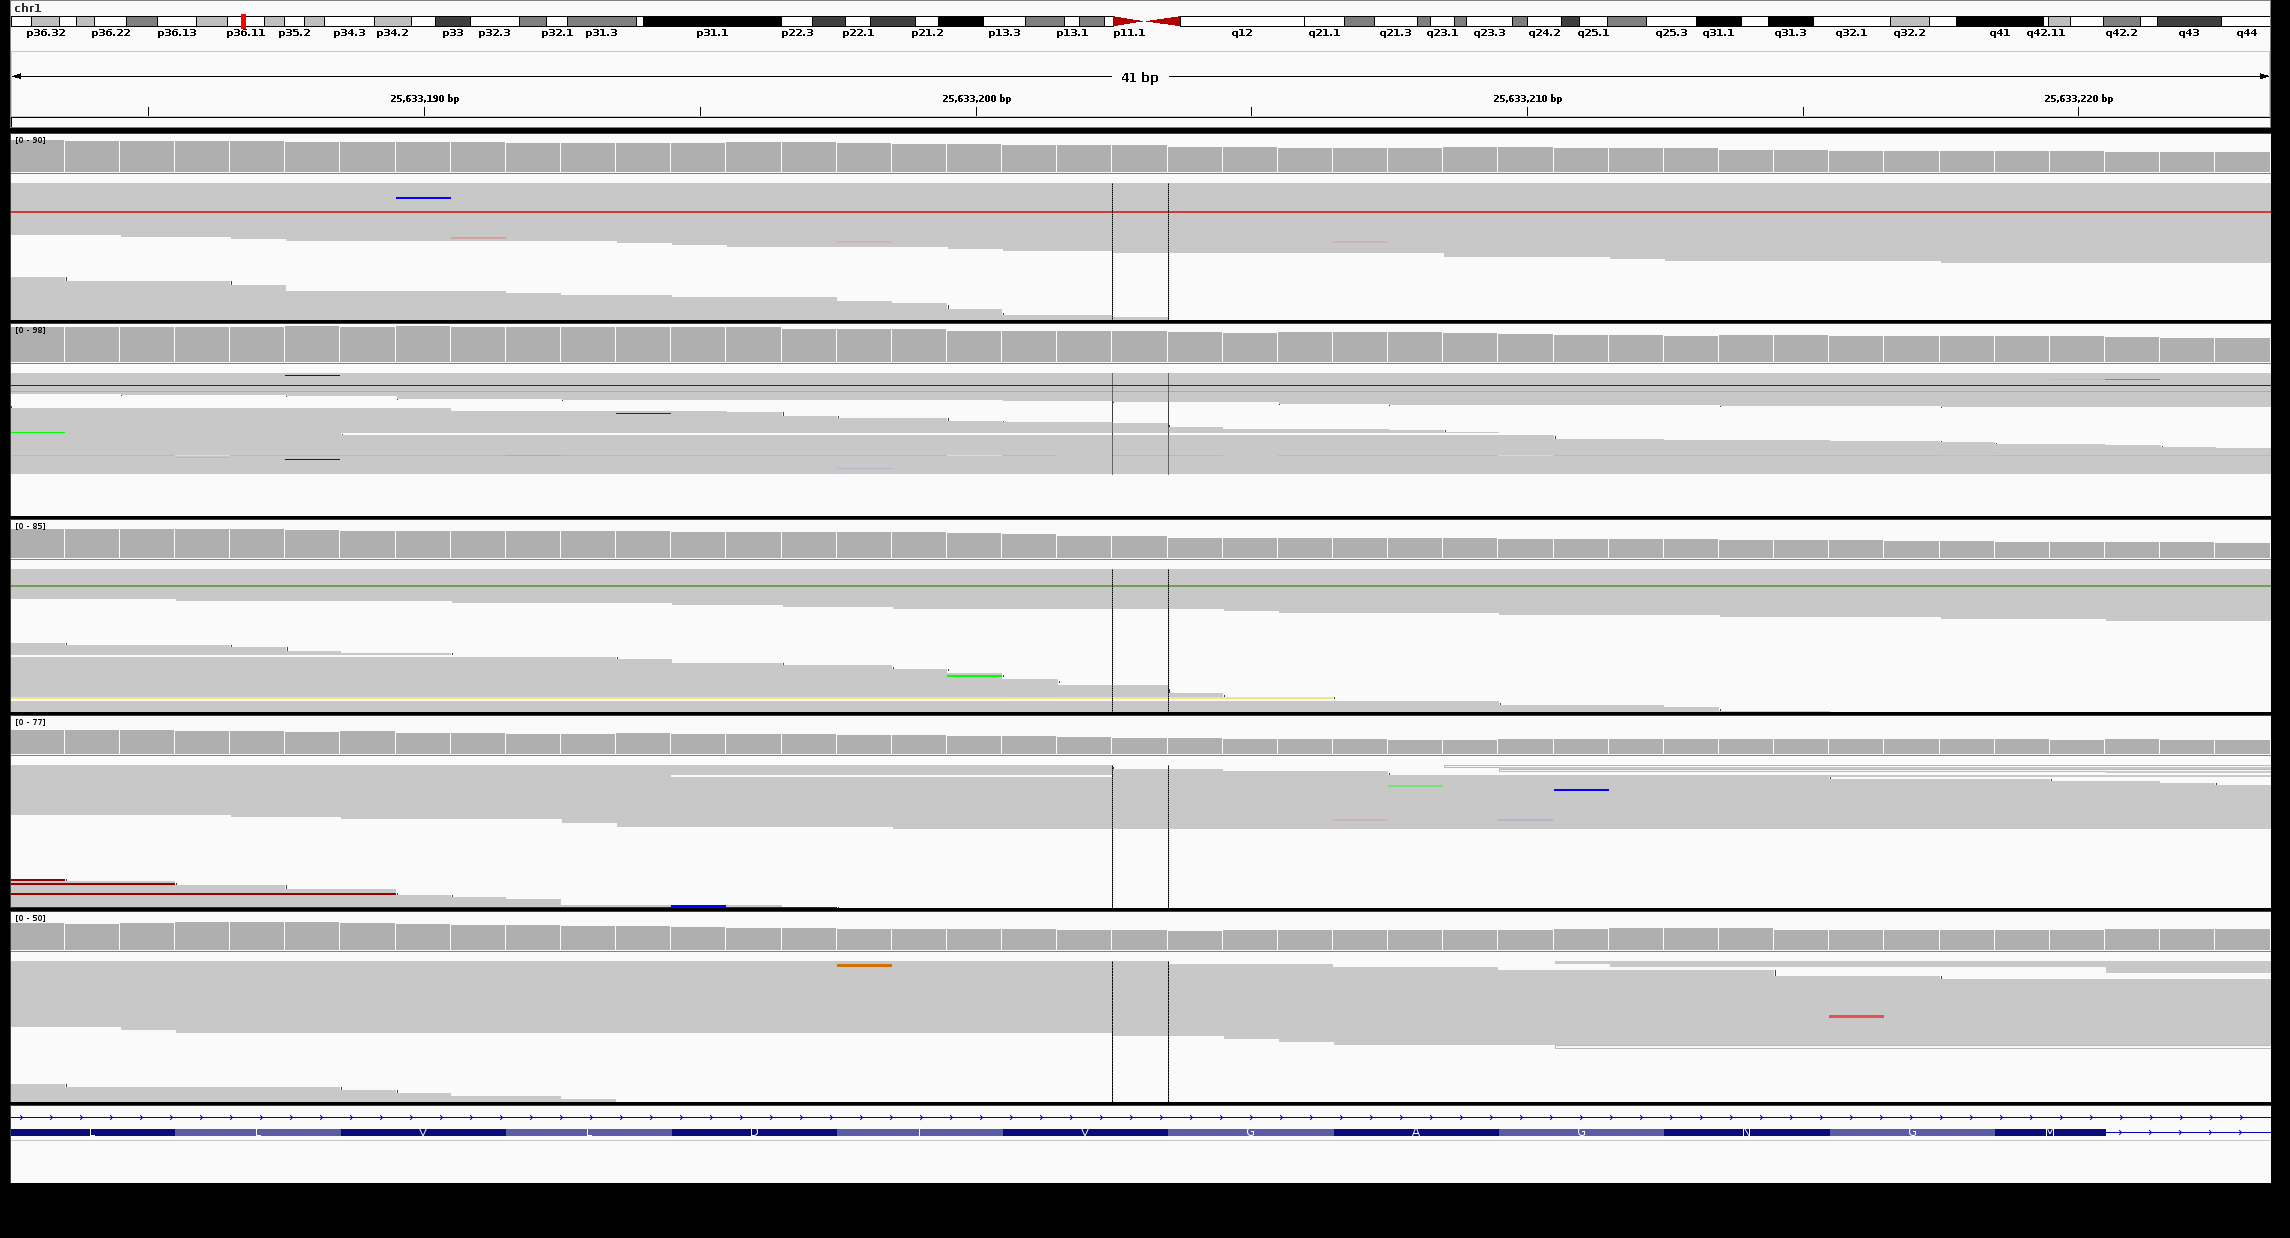 chr1
p36.32 p36.22 p36.13 p36.11 p35.2 p34.3 p34.2 p33 p32.3 p32.1 p31.3 p31.1 p22.3 p22.1 p21.2 p13.3 p13.1 p11.1 q12 q21.1 q21.3 q23.1 q23.3 q24.2 q25.1 q25.3 q31.1 q31.3 q32.1 q32.2 q41 q42.11 q42.2 q43 q44
41 bp
25,633,190 bp 25,633,200 bp 25,633,210 bp 25,633,220 bp
[0 - 90]
[0 - 98]
[0 - 85]
[0 - 77]
[0 - 50]
V D V G A G N G M